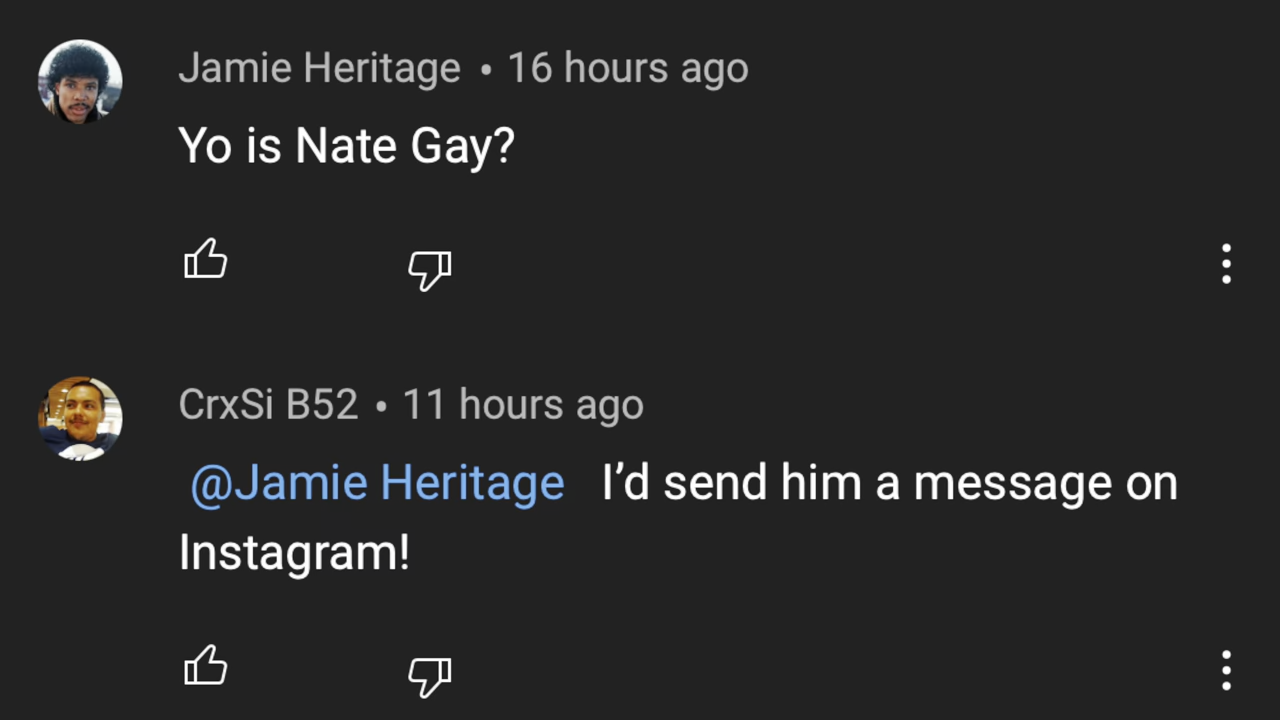 Jamie Heritage • 16 hours ago
Yo is Nate Gay?
CrxSi B52 • 11 hours ago
@Jamie Heritage I’d send him a message on
Instagram!